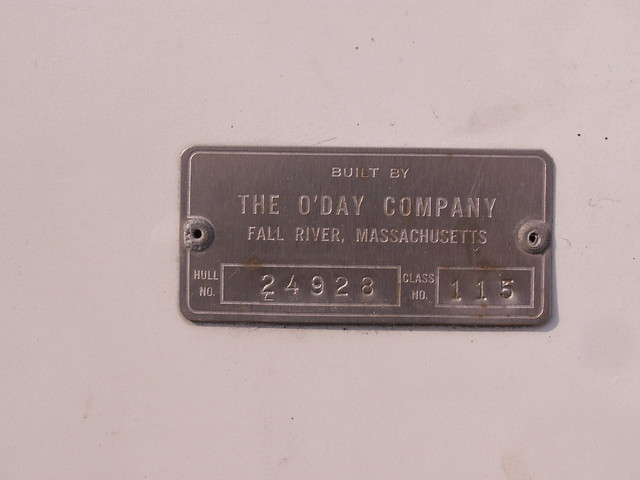 BUILT BY
THE O'DAY COMPANY
FALL RIVER, MASSACHUSETTS
HULL NO. 24928 CLASS NO. 115